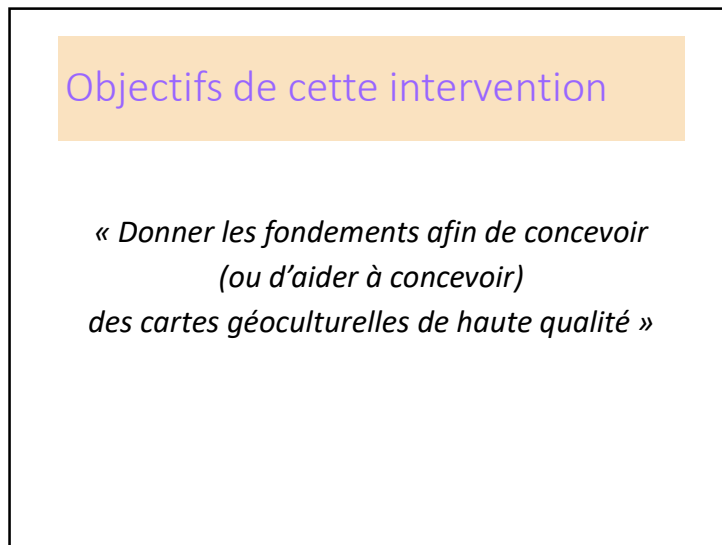 Objectifs de cette intervention
« Donner les fondements afin de concevoir
(ou d’aider à concevoir)
des cartes géoculturelles de haute qualité »